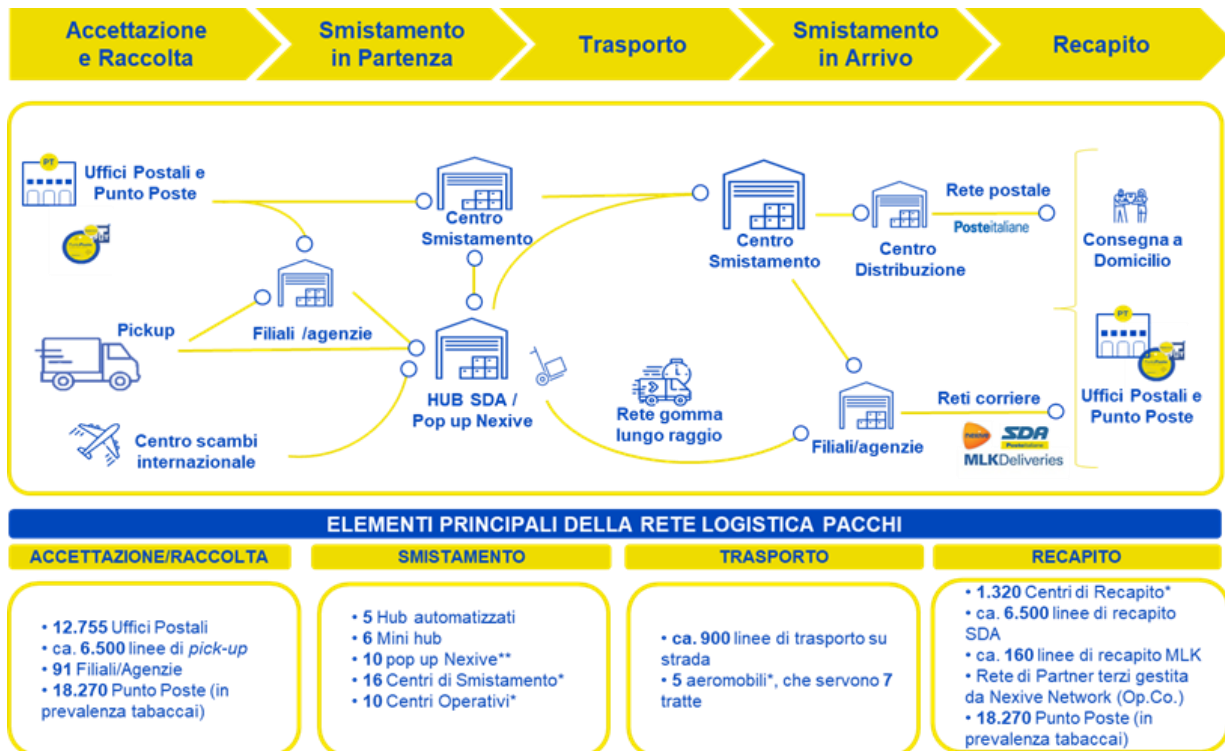 Accettazione
e Raccolta
Smistamento
in Partenza
Trasporto
Smistamento
in Arrivo
Recapito
PT
Uffici Postali e
Punto Poste
Centro
Smistamento
Centro
Smistamento
Centro
Distribuzione
Rete postale
Posteitaliane
Consegna a
Domicilio
Pickup
Filiali /agenzie
HUB SDA /
Pop up Nexive
Centro scambi
internazionale
Rete gomma
lungo raggio
Filiali/agenzie
Reti corriere
nexive
SDA
Posteitaliane
MLKDeliveries
PT
Uffici Postali e
Punto Poste
ELEMENTI PRINCIPALI DELLA RETE LOGISTICA PACCHI
ACCETTAZIONE/RACCOLTA
• 12.755 Uffici Postali
• ca. 6.500 linee di pick-up
• 91 Filiali/Agenzie
• 18.270 Punto Poste (in
prevalenza tabaccai)
SMISTAMENTO
• 5 Hub automatizzati
• 6 Mini hub
• 10 pop up Nexive**
• 16 Centri di Smistamento*
• 10 Centri Operativi*
TRASPORTO
• ca. 900 linee di trasporto su
strada
• 5 aeromobili*, che servono 7
tratte
RECAPITO
• 1.320 Centri di Recapito*
• ca. 6.500 linee di recapito
SDA
• ca. 160 linee di recapito MLK
• Rete di Partner terzi gestita
da Nexive Network (Op.Co.)
• 18.270 Punto Poste (in
prevalenza tabaccai)